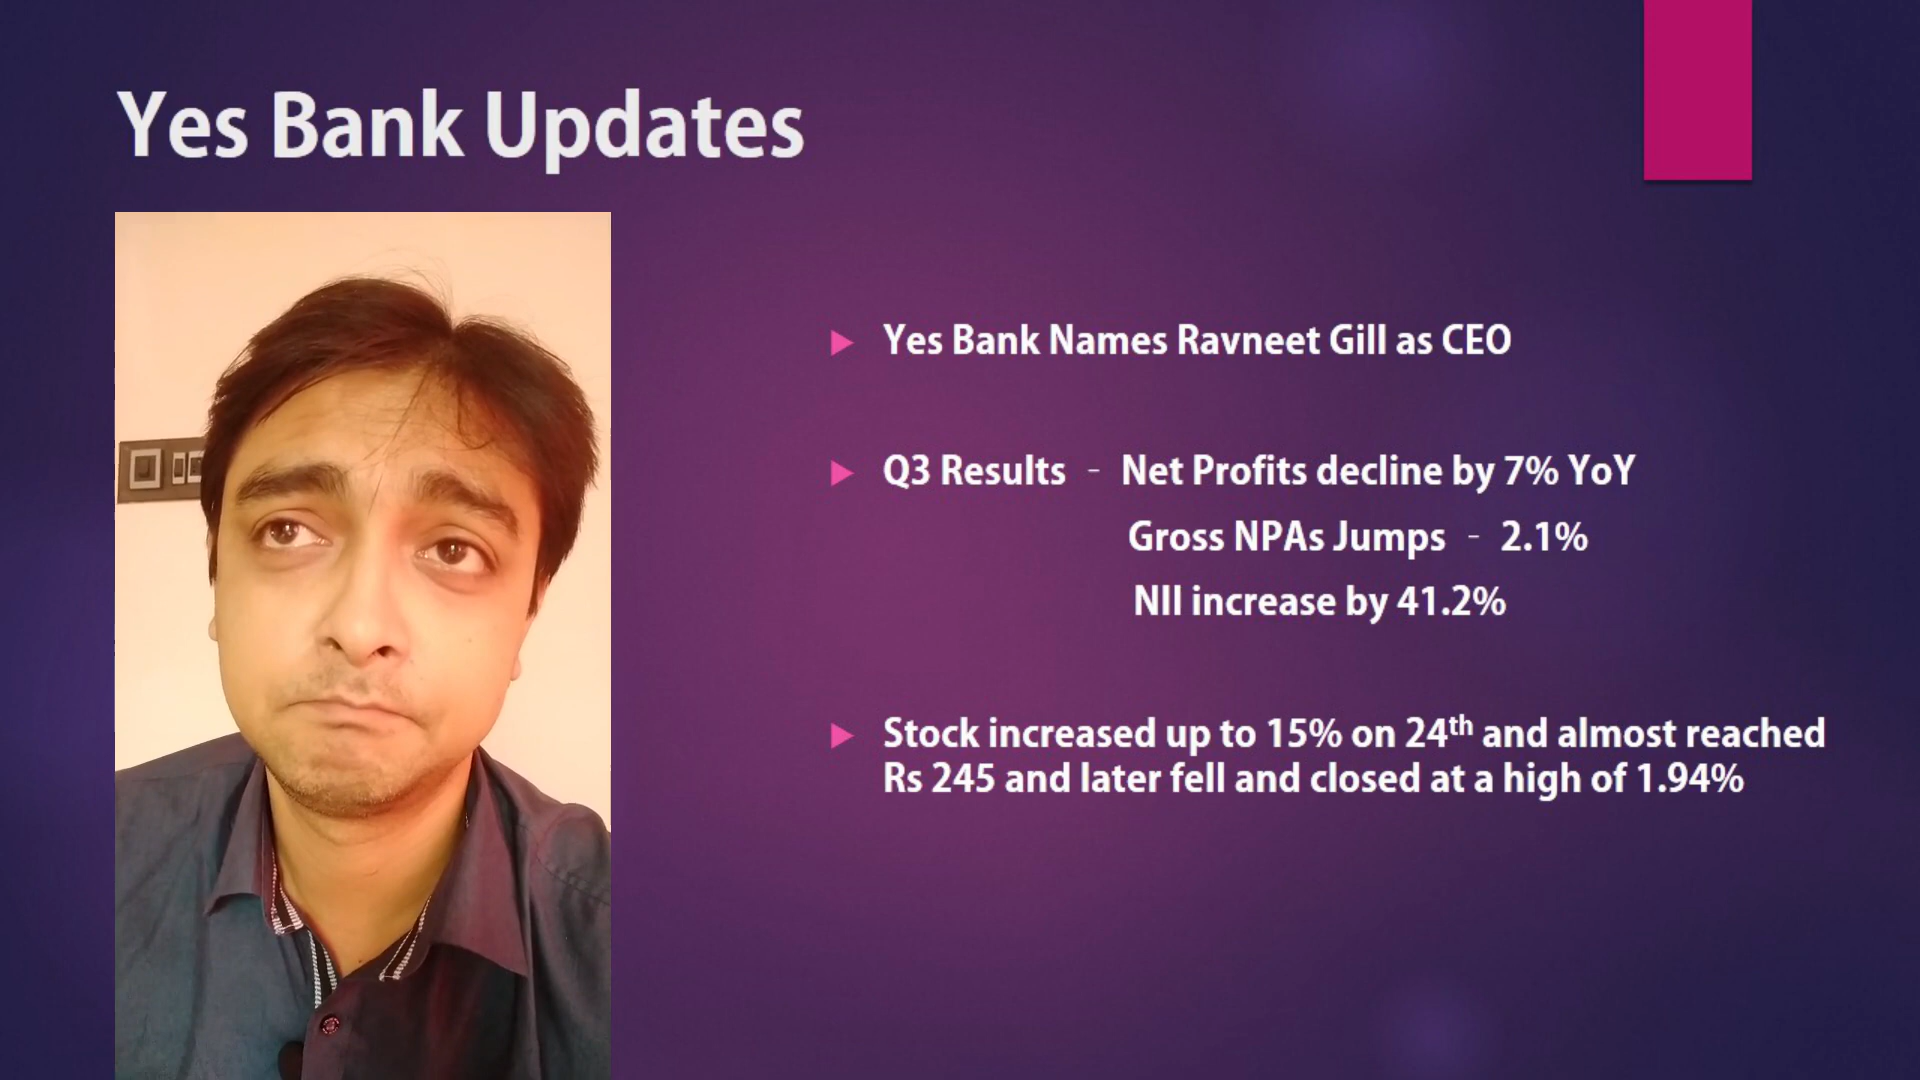 Yes Bank Updates
Yes Bank Names Ravneet Gill as CEO
Q3 Results - Net Profits decline by 7% YoY
Gross NPAs Jumps - 2.1%
NII increase by 41.2%
Stock increased up to 15% on 24th and almost reached
Rs 245 and later fell and closed at a high of 1.94%